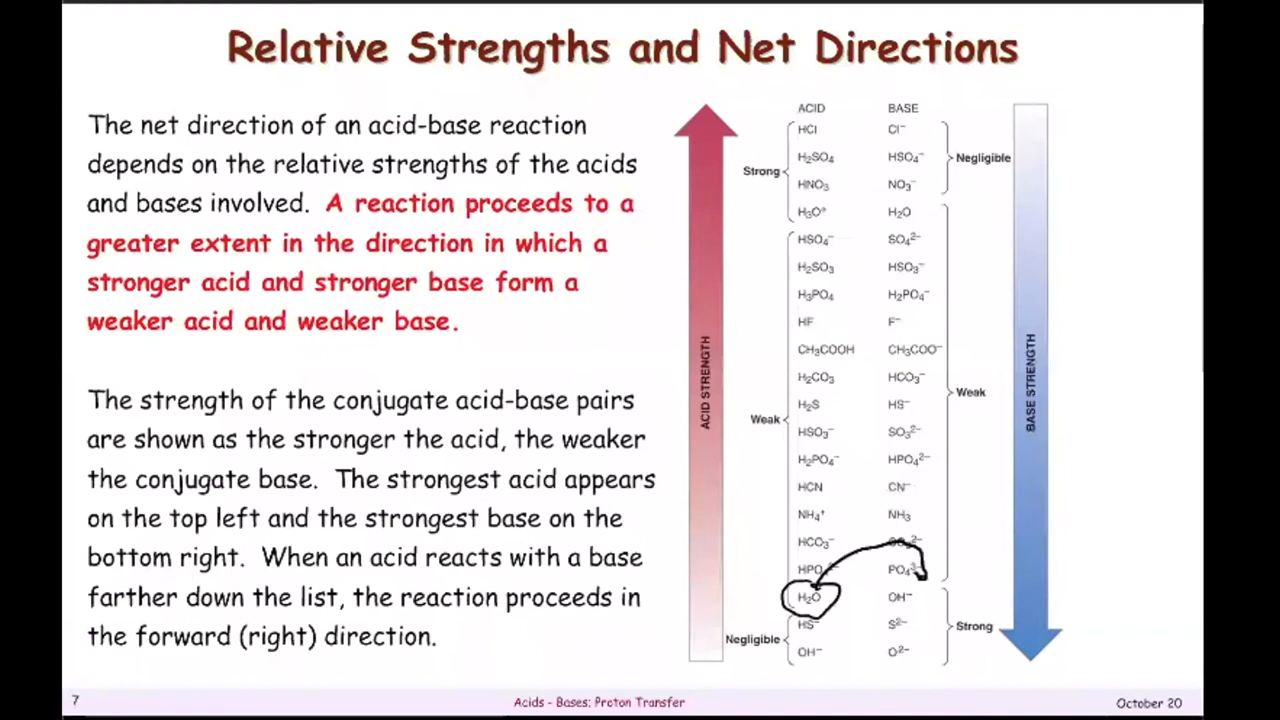 Relative Strengths and Net Directions
The net direction of an acid-base reaction
depends on the relative strengths of the acids
and bases involved. A reaction proceeds to a
greater extent in the direction in which a
stronger acid and stronger base form a
weaker acid and weaker base.
The strength of the conjugate acid-base pairs
are shown as the stronger the acid, the weaker
the conjugate base. The strongest acid appears
on the top left and the strongest base on the
bottom right. When an acid reacts with a base
farther down the list, the reaction proceeds in
the forward (right) direction.
ACID STRENGTH
ACID BASE
HCl Cl⁻
H₂SO₄ HSO₄⁻
HNO₃ NO₃⁻
H₃O⁺ H₂O
HSO₄⁻ SO₄²⁻
H₂SO₃ HSO₃⁻
H₃PO₄ H₂PO₄⁻
HF F⁻
CH₃COOH CH₃COO⁻
H₂CO₃ HCO₃⁻
H₂S HS⁻
HSO₃⁻ SO₃²⁻
H₂PO₄⁻ HPO₄²⁻
HCN CN⁻
NH₄⁺ NH₃
HCO₃⁻
PO₄³⁻
H₂O OH⁻
HS⁻ S²⁻
OH⁻ O²⁻
Strong
Weak
Negligible
Negligible
Weak
Strong
BASE STRENGTH
7
Acids - Bases; Proton Transfer
October 20